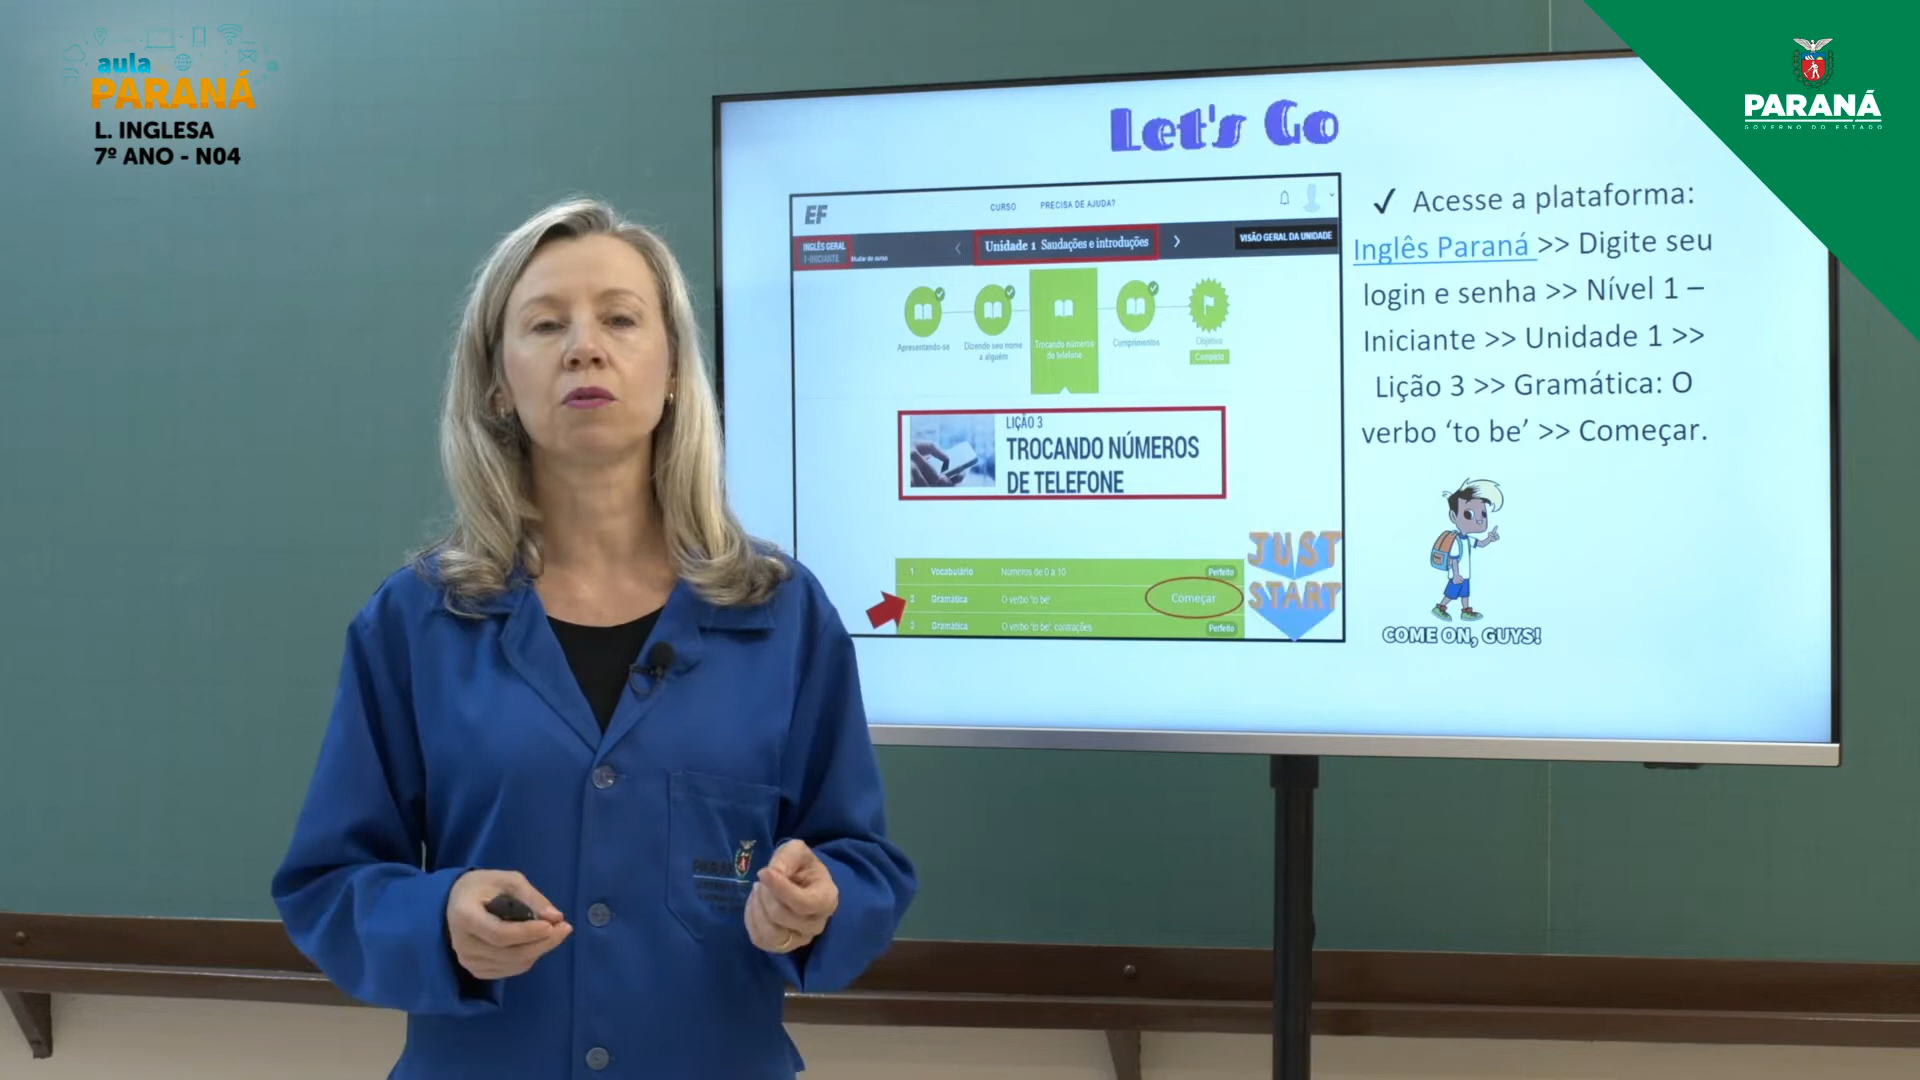 aula
PARANÁ
L. INGLESA
7º ANO - N04
PARANÁ
GOVERNO DO ESTADO
Let's Go
EF
CURSO
PRECISA DE AJUDA?
INGLÊS GERAL
1-INICIANTE
Mudar de curso
Unidade 1 Saudações e introduções
VISÃO GERAL DA UNIDADE
Apresentando-se
Dizendo seu nome
a alguém
Trocando números
de telefone
Cumprimentos
Objetivo
LIÇÃO 3
TROCANDO NÚMEROS
DE TELEFONE
1 Vocabulário Números de 0 a 10 Perfeito
2 Gramática O verbo 'to be' Começar
3 Gramática O verbo 'to be': contrações Perfeito
JUST
START
✓ Acesse a plataforma:
Inglês Paraná >> Digite seu
login e senha >> Nível 1 –
Iniciante >> Unidade 1 >>
Lição 3 >> Gramática: O
verbo ‘to be’ >> Começar.
COME ON, GUYS!
PARANÁ